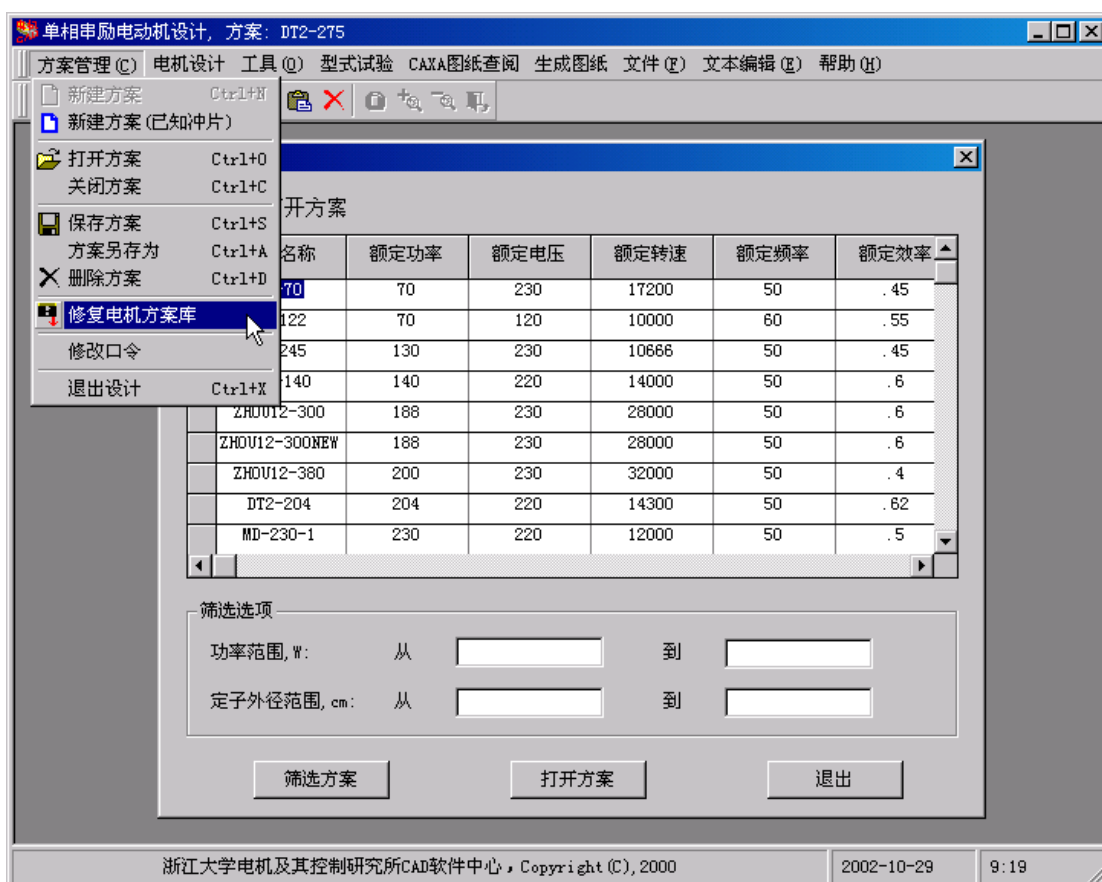 单相串励电动机设计, 方案: DT2-275
方案管理(C) 电机设计 工具(Q) 型式试验 CAXA图纸查阅 生成图纸 文件(F) 文本编辑(E) 帮助(H)
新建方案 Ctrl+N
新建方案(已知冲片)
打开方案 Ctrl+O
关闭方案 Ctrl+C
保存方案 Ctrl+S
方案另存为 Ctrl+A
删除方案 Ctrl+D
修复电机方案库
修改口令
退出设计 Ctrl+X
开方案
名称 额定功率 额定电压 额定转速 额定频率 额定效率
-70 70 230 17200 50 .45
122 70 120 10000 60 .55
245 130 230 10666 50 .45
-140 140 220 14000 50 .6
ZHOU12-300 188 230 28000 50 .6
ZHOU12-300NEW 188 230 28000 50 .6
ZHOU12-380 200 230 32000 50 .4
DT2-204 204 220 14300 50 .62
MD-230-1 230 220 12000 50 .5
筛选选项
功率范围,W: 从 到
定子外径范围,cm: 从 到
筛选方案 打开方案 退出
浙江大学电机及其控制研究所CAD软件中心，Copyright(C),2000 2002-10-29 9:19